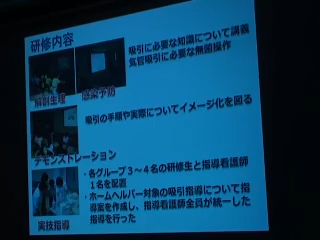 研修内容
吸引に必要な知識について講義
気管吸引に必要な無菌操作
解剖生理
感染予防
吸引の手順や実際についてイメージ化を図る
デモンストレーション
・各グループ3～4名の研修生と指導看護師
1名を配置
・ホームヘルパー対象の吸引指導について指
導案を作成し、指導看護師全員が統一した
指導を行った
実技指導